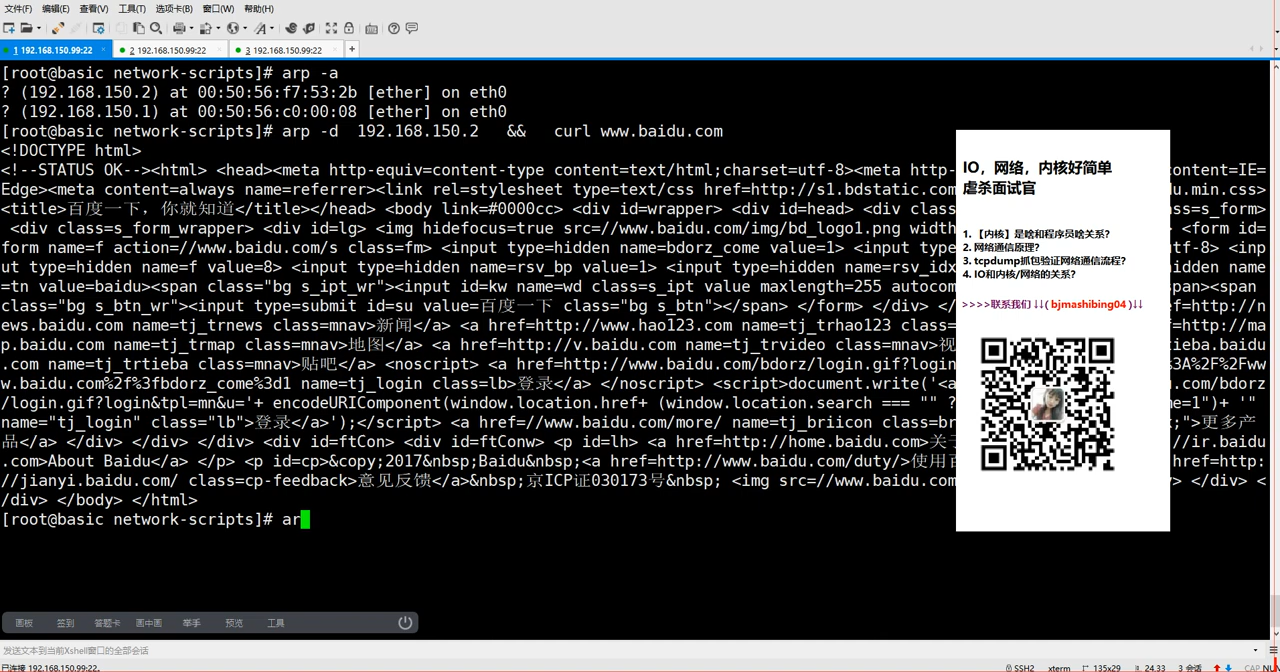 文件(F) 编辑(E) 查看(V) 工具(T) 选项卡(B) 窗口(W) 帮助(H)
1 192.168.150.99:22 × 2 192.168.150.99:22 × 3 192.168.150.99:22 × +
[root@basic network-scripts]# arp -a
? (192.168.150.2) at 00:50:56:f7:53:2b [ether] on eth0
? (192.168.150.1) at 00:50:56:c0:00:08 [ether] on eth0
[root@basic network-scripts]# arp -d  192.168.150.2   &&   curl www.baidu.com
<!DOCTYPE html>
<!--STATUS OK--><html> <head><meta http-equiv=content-type content=text/html;charset=utf-8><meta http- content=IE=
Edge><meta content=always name=referrer><link rel=stylesheet type=text/css href=http://s1.bdstatic.com du.min.css>
<title>百度一下，你就知道</title></head> <body link=#0000cc> <div id=wrapper> <div id=head> <div clas s=s_form>
<div class=s_form_wrapper> <div id=lg> <img hidefocus=true src=//www.baidu.com/img/bd_logo1.png width <
form name=f action=//www.baidu.com/s class=fm> <input type=hidden name=bdorz_come value=1> <input type= utf-8> <inp
ut type=hidden name=f value=8> <input type=hidden name=rsv_bp value=1> <input type=hidden name=rsv_idx hidden name
=tn value=baidu><span class="bg s_ipt_wr"><input id=kw name=wd class=s_ipt value maxlength=255 autocom span><span
class="bg s_btn_wr"><input type=submit id=su value=百度一下 class="bg s_btn"></span> </form> </div> </ ef=http://n
ews.baidu.com name=tj_trnews class=mnav>新闻</a> <a href=http://www.hao123.com name=tj_trhao123 class= =http://ma
p.baidu.com name=tj_trmap class=mnav>地图</a> <a href=http://v.baidu.com name=tj_trvideo class=mnav>视 tieba.baidu
.com name=tj_trtieba class=mnav>贴吧</a> <noscript> <a href=http://www.baidu.com/bdorz/login.gif?login %3A%2F%2Fww
w.baidu.com%2f%3fbdorz_come%3d1 name=tj_login class=lb>登录</a> </noscript> <script>document.write('<a u.com/bdorz
/login.gif?login&tpl=mn&u='+ encodeURIComponent(window.location.href+ (window.location.search === "" ? me=1")+ '"
name="tj_login" class="lb">登录</a>');</script> <a href=//www.baidu.com/more/ name=tj_briicon class=br ;">更多产
品</a> </div> </div> </div> <div id=ftCon> <div id=ftConw> <p id=lh> <a href=http://home.baidu.com>关于 //ir.baidu
.com>About Baidu</a> </p> <p id=cp>&copy;2017&nbsp;Baidu&nbsp;<a href=http://www.baidu.com/duty/>使用百 href=http:
//jianyi.baidu.com/ class=cp-feedback>意见反馈</a>&nbsp;京ICP证030173号&nbsp; <img src=//www.baidu.com > </div> <
/div> </body> </html>
[root@basic network-scripts]# ar
IO，网络，内核好简单
虐杀面试官
1. 【内核】是啥和程序员啥关系?
2. 网络通信原理?
3. tcpdump抓包验证网络通信流程?
4. IO和内核/网络的关系?
>>>>联系我们 ↓↓( bjmashibing04 )↓↓
画板 签到 答题卡 画中画 举手 预览 工具
发送文本到当前Xshell窗口的全部会话
已连接 192.168.150.99:22。 SSH2 xterm 135x29 24,33 3 会话 CAP NU